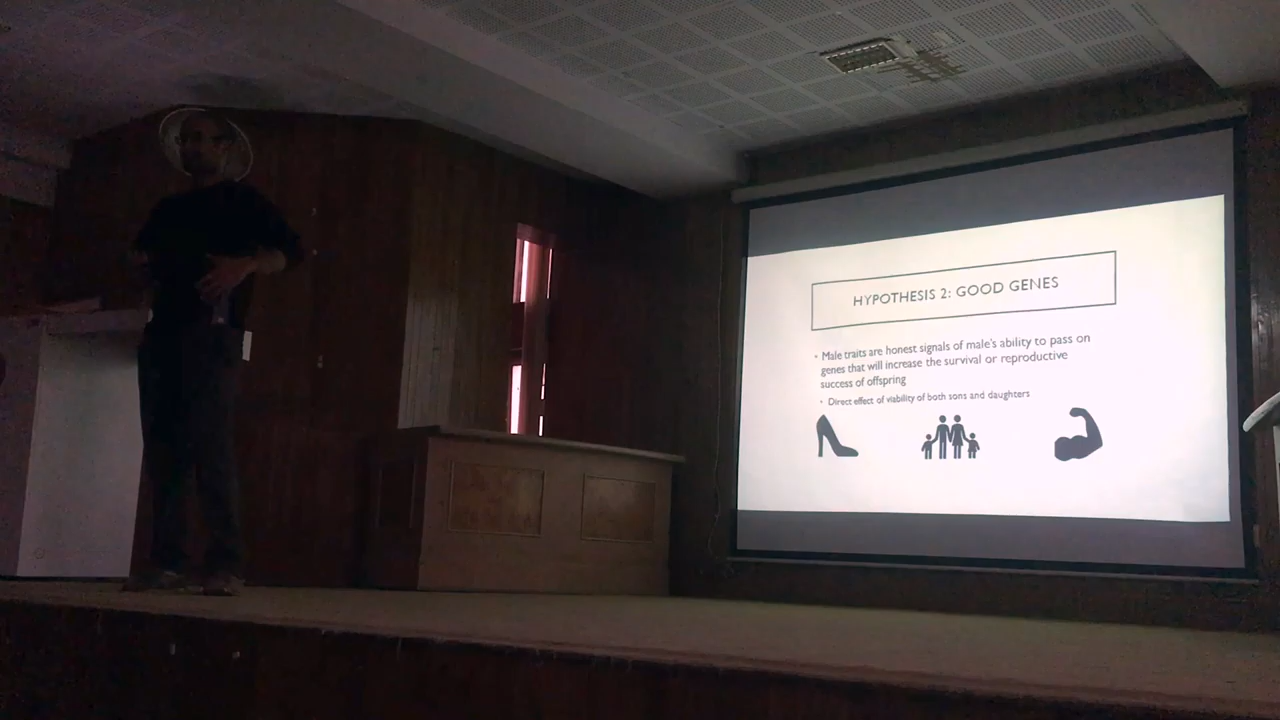 HYPOTHESIS 2: GOOD GENES
• Male traits are honest signals of male's ability to pass on
genes that will increase the survival or reproductive
success of offspring
• Direct effect of viability of both sons and daughters